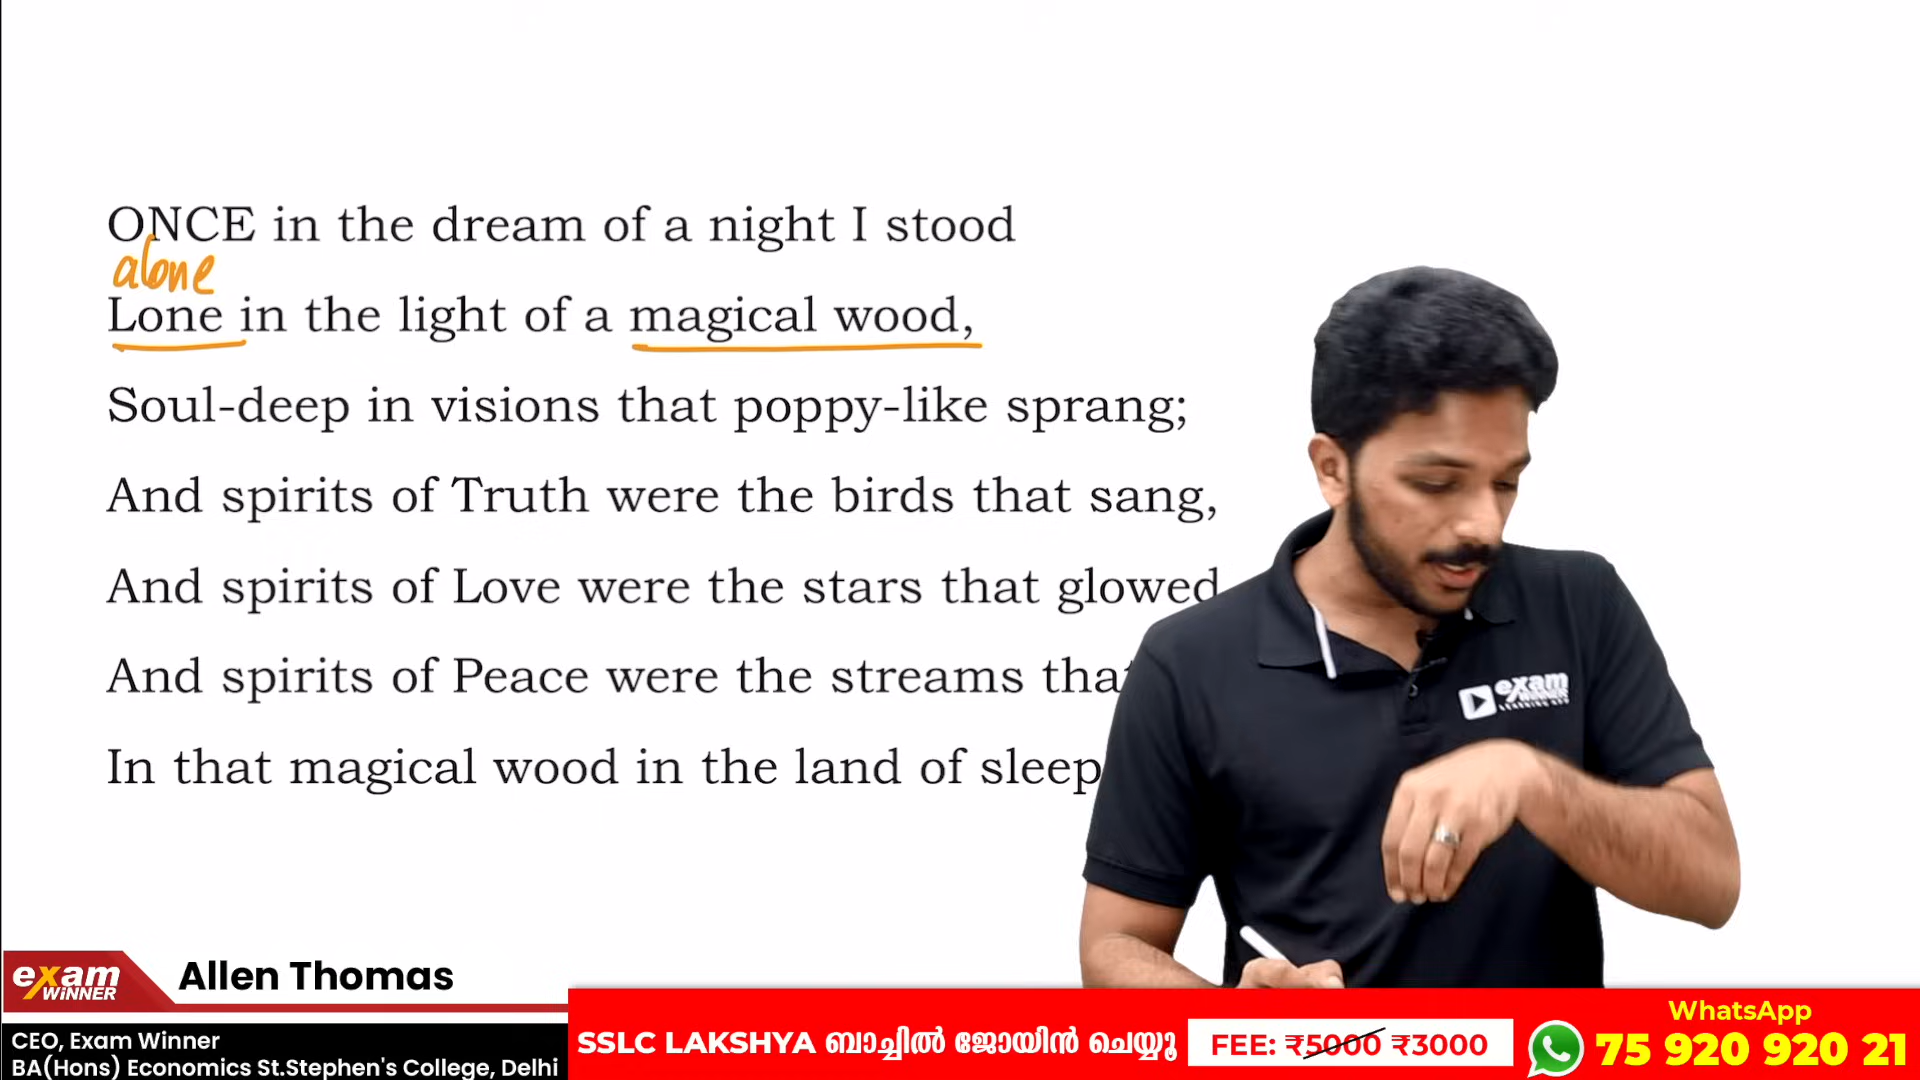 ONCE in the dream of a night I stood
alone
Lone in the light of a magical wood,
Soul-deep in visions that poppy-like sprang;
And spirits of Truth were the birds that sang,
And spirits of Love were the stars that glowed
And spirits of Peace were the streams that
In that magical wood in the land of sleep
exam WINNER
exam WINNER
Allen Thomas
CEO, Exam Winner
BA(Hons) Economics St.Stephen's College, Delhi
SSLC LAKSHYA ബാച്ചിൽ ജോയിൻ ചെയ്യൂ
FEE: ₹5000 ₹3000
WhatsApp
75 920 920 21